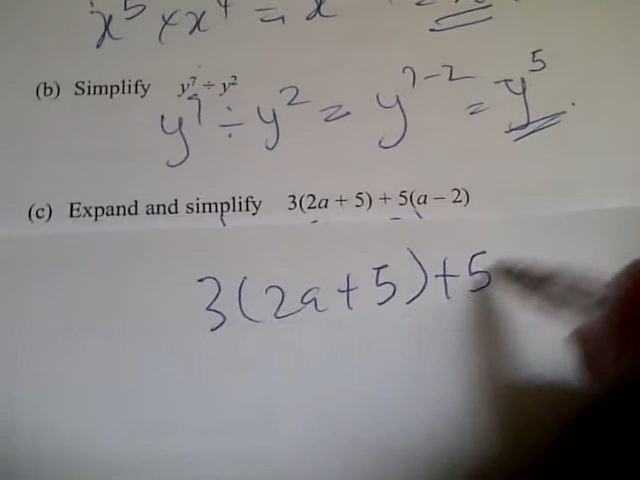 x⁵ × x⁴ = x
(b) Simplify y⁷ ÷ y²
y⁷ ÷ y² = y⁷⁻² = y⁵.
(c) Expand and simplify 3(2a + 5) + 5(a – 2)
3(2a+5)+5